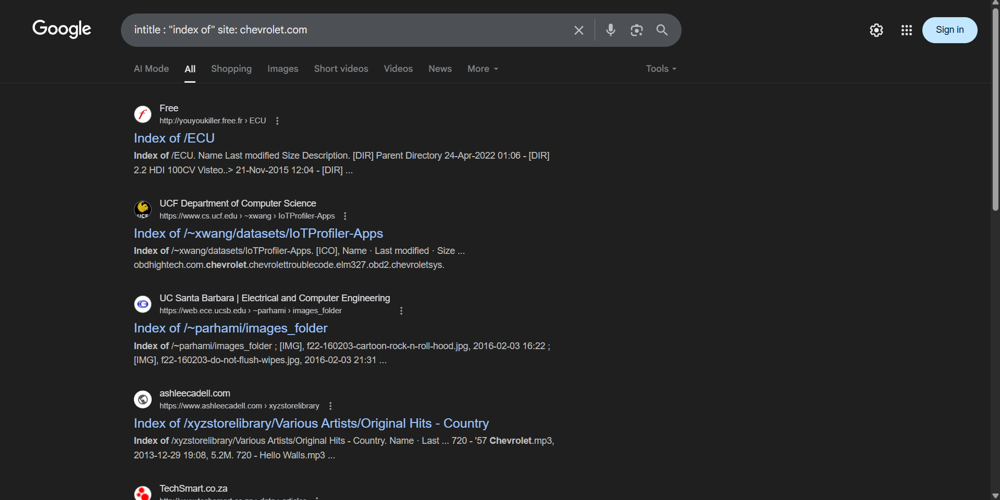 Google
intitle : "index of" site: chevrolet.com
Sign in
AI Mode
All
Shopping
Images
Short videos
Videos
News
More
Tools
Free
http://youyoukiller.free.fr › ECU
Index of /ECU
Index of /ECU. Name Last modified Size Description. [DIR] Parent Directory 24-Apr-2022 01:06 - [DIR]
2.2 HDI 100CV Visteo..> 21-Nov-2015 12:04 - [DIR] ...
UCF
UCF Department of Computer Science
https://www.cs.ucf.edu › ~xwang › IoTProfiler-Apps
Index of /~xwang/datasets/IoTProfiler-Apps
Index of /~xwang/datasets/IoTProfiler-Apps. [ICO], Name · Last modified · Size ...
obdhightech.com.chevrolet.chevrolettroublecode.elm327.obd2.chevroletsys.
UC Santa Barbara | Electrical and Computer Engineering
https://web.ece.ucsb.edu › ~parhami › images_folder
Index of /~parhami/images_folder
Index of /~parhami/images_folder ; [IMG], f22-160203-cartoon-rock-n-roll-hood.jpg, 2016-02-03 16:22 ;
[IMG], f22-160203-do-not-flush-wipes.jpg, 2016-02-03 21:31 ...
ashleecadell.com
https://www.ashleecadell.com › xyzstorelibrary
Index of /xyzstorelibrary/Various Artists/Original Hits - Country
Index of /xyzstorelibrary/Various Artists/Original Hits - Country. Name · Last ... 720 - '57 Chevrolet.mp3,
2013-12-29 19:08, 5.2M. 720 - Hello Walls.mp3 ...
TechSmart.co.za